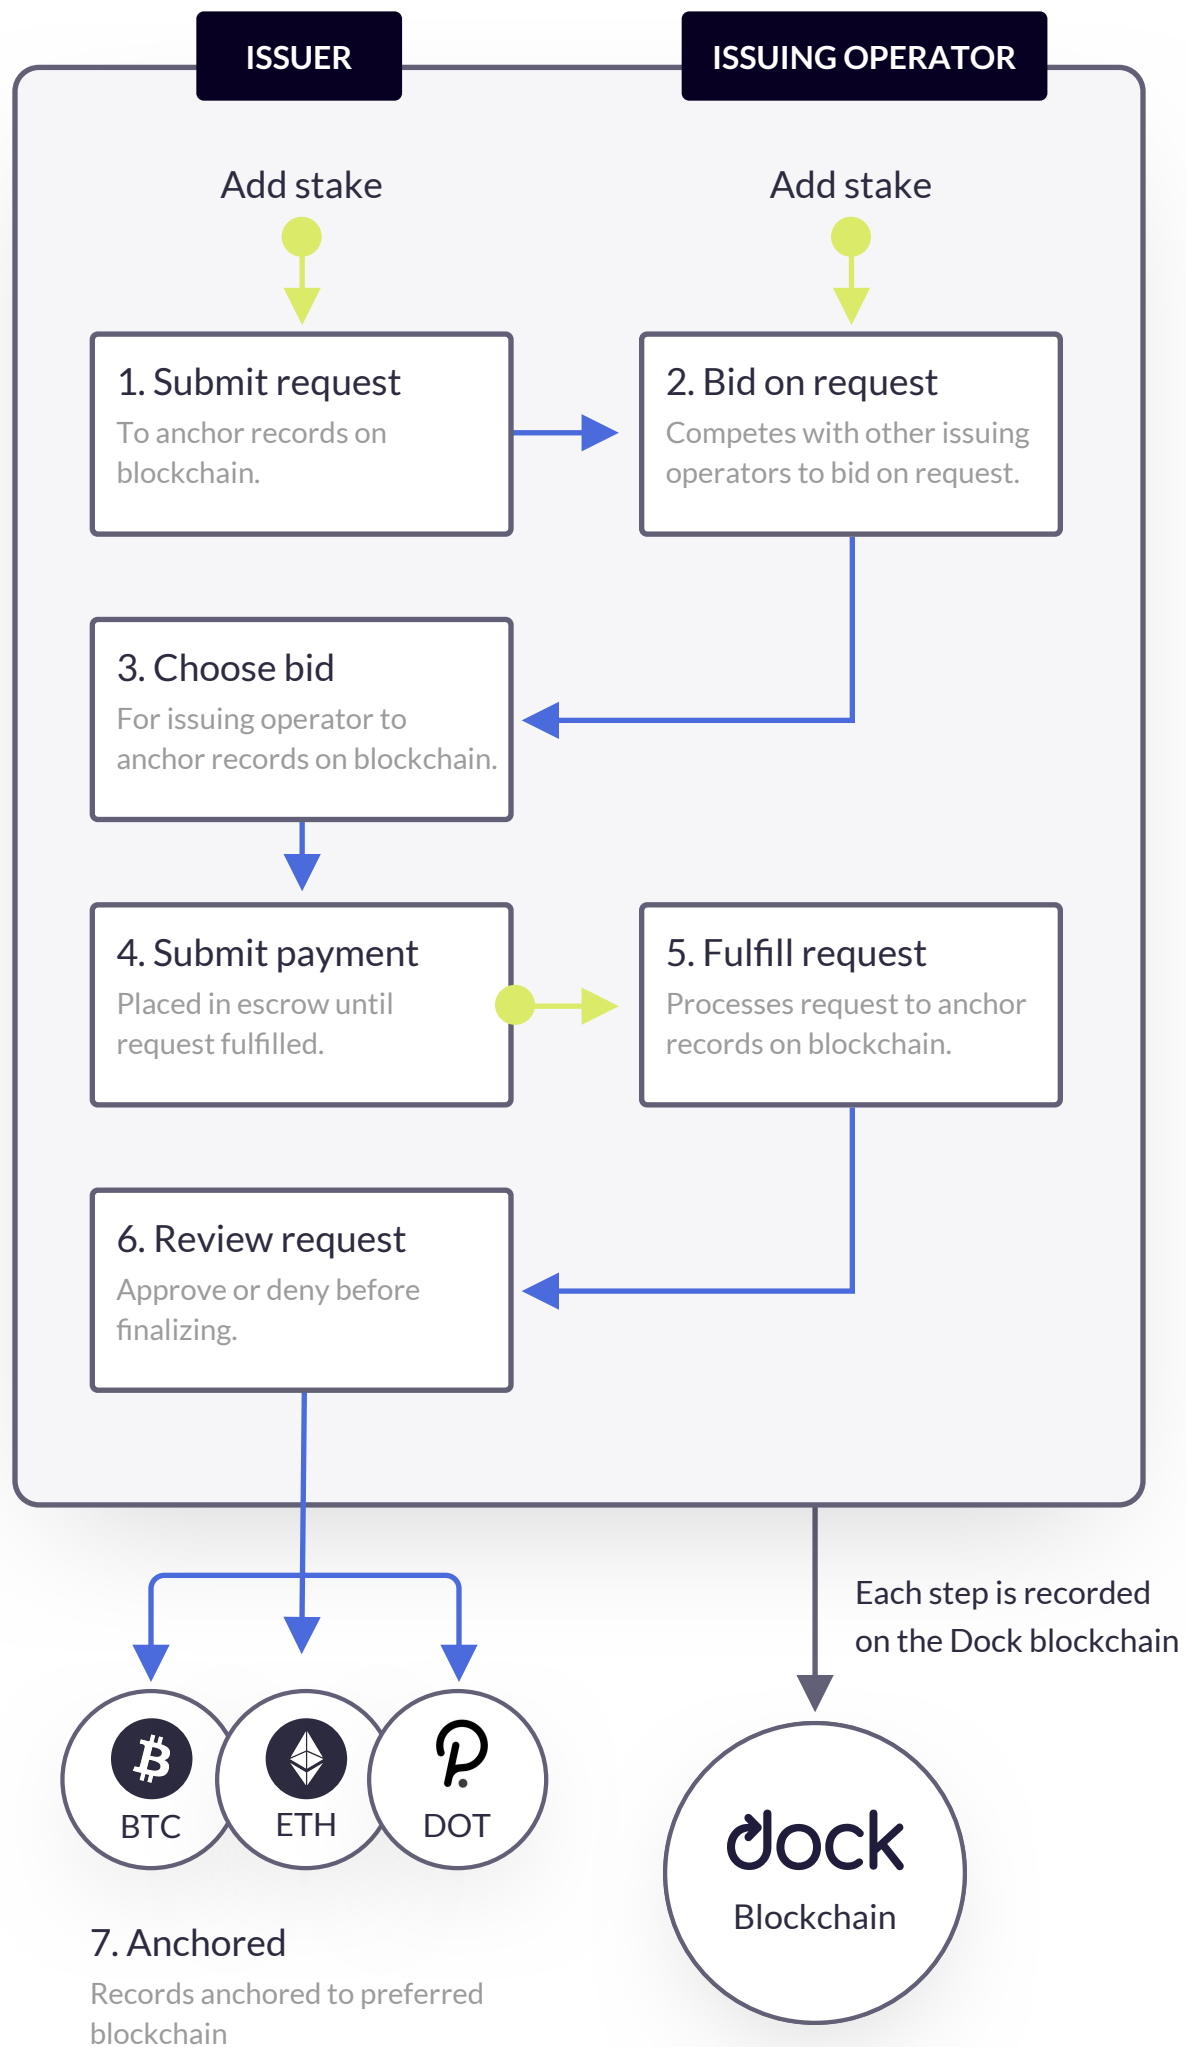 ISSUER
ISSUING OPERATOR
Add stake
Add stake
1. Submit request
To anchor records on
blockchain.
2. Bid on request
Competes with other issuing
operators to bid on request.
3. Choose bid
For issuing operator to
anchor records on blockchain.
4. Submit payment
Placed in escrow until
request fulfilled.
5. Fulfill request
Processes request to anchor
records on blockchain.
6. Review request
Approve or deny before
finalizing.
Each step is recorded
on the Dock blockchain
BTC
ETH
DOT
dock
Blockchain
7. Anchored
Records anchored to preferred
blockchain